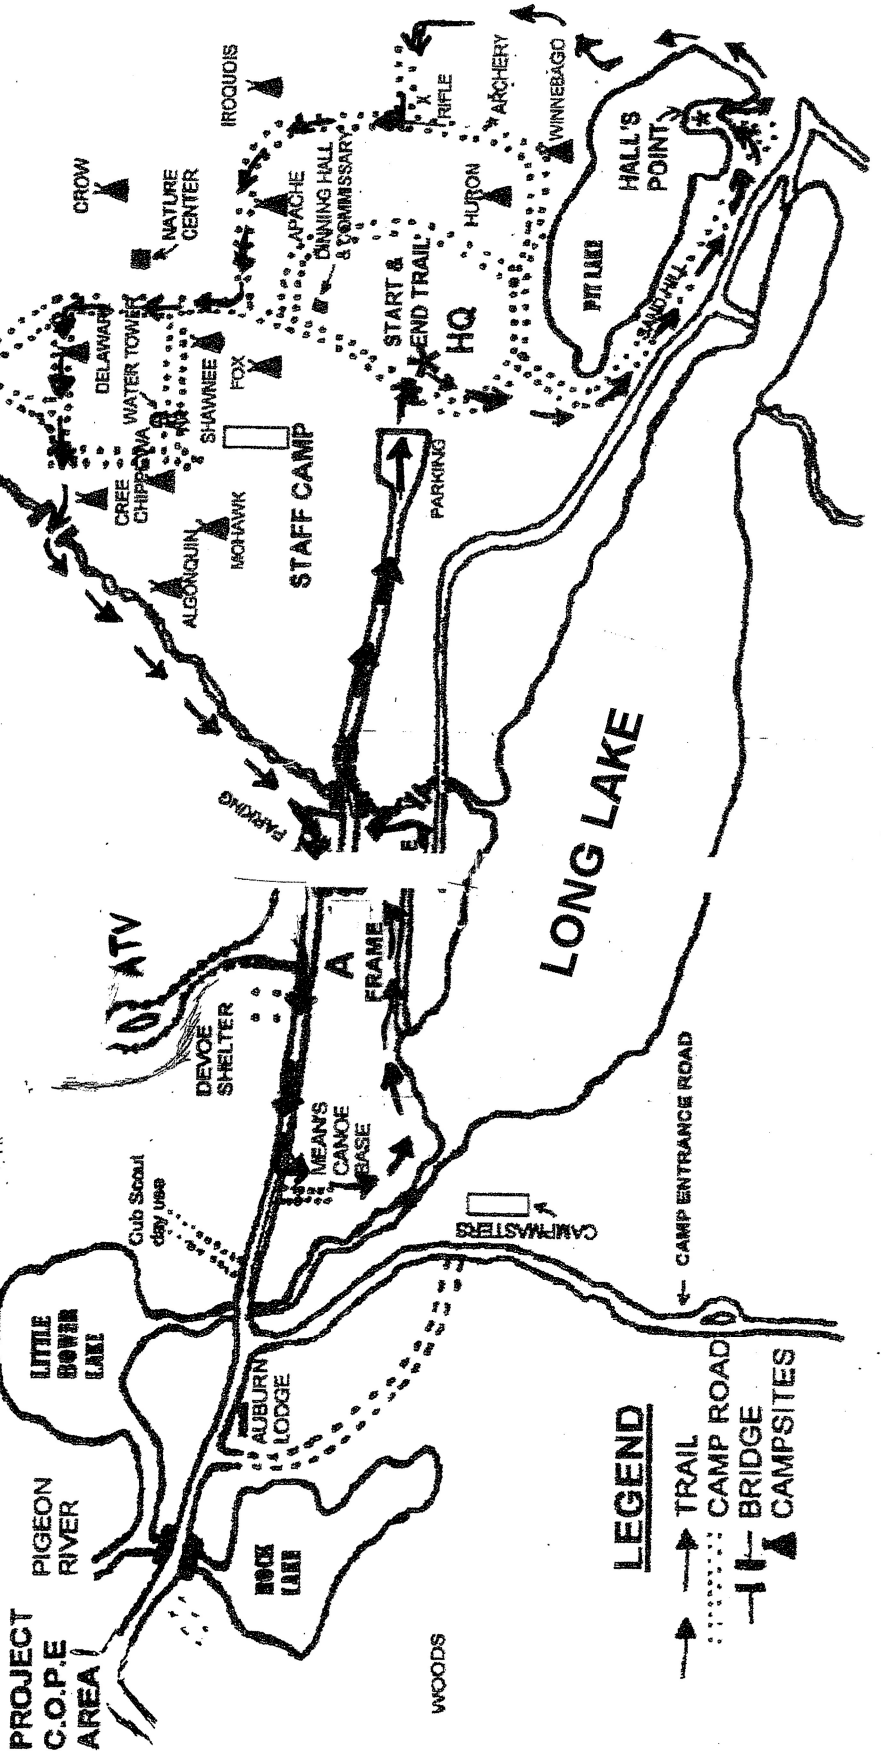 PROJECT
C.O.P.E
AREA
PIGEON
RIVER
LITTLE
BOWER
LAKE
Cub Scout
day use
DEVOE
SHELTER
ATV
PARKING
ALGONQUIN
MOHAWK
CREE
CHIPPEWA
SHAWNEE
FOX
DELAWARE
WATER TOWER
CROW
NATURE
CENTER
IROQUOIS
APACHE
DINNING HALL
& COMMISSARY
RIFLE
ARCHERY
WINNEBAGO
HURON
START &
END TRAIL
HQ
STAFF CAMP
PARKING
A
FRAME
MEAN'S
CANOE
BASE
AUBURN
LODGE
ROCK
LAKE
WOODS
CAMPMASTERS
LONG LAKE
PIT LAKE
HALL'S
POINT
*
SAND HILL
CAMP ENTRANCE ROAD
LEGEND
TRAIL
CAMP ROAD
BRIDGE
CAMPSITES